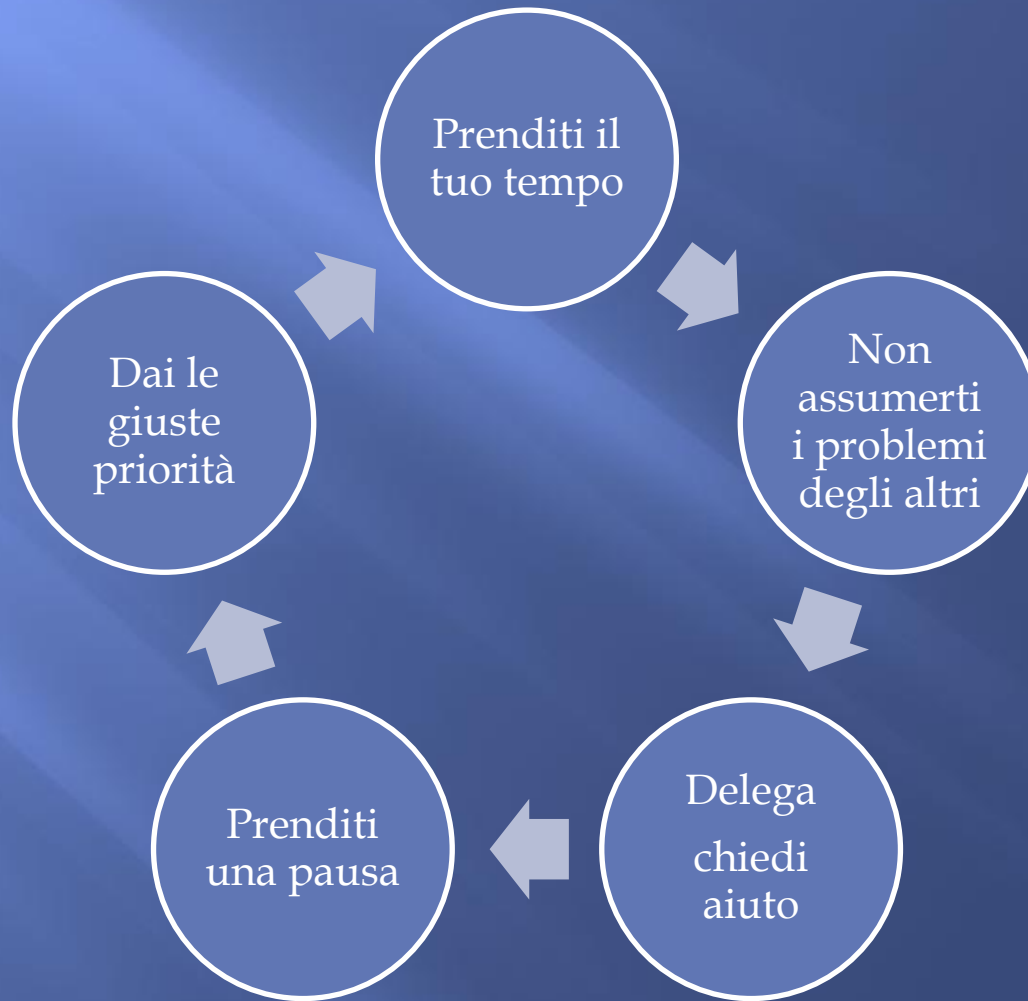 Prenditi il
tuo tempo
Non
assumerti
i problemi
degli altri
Delega
chiedi
aiuto
Prenditi
una pausa
Dai le
giuste
priorità